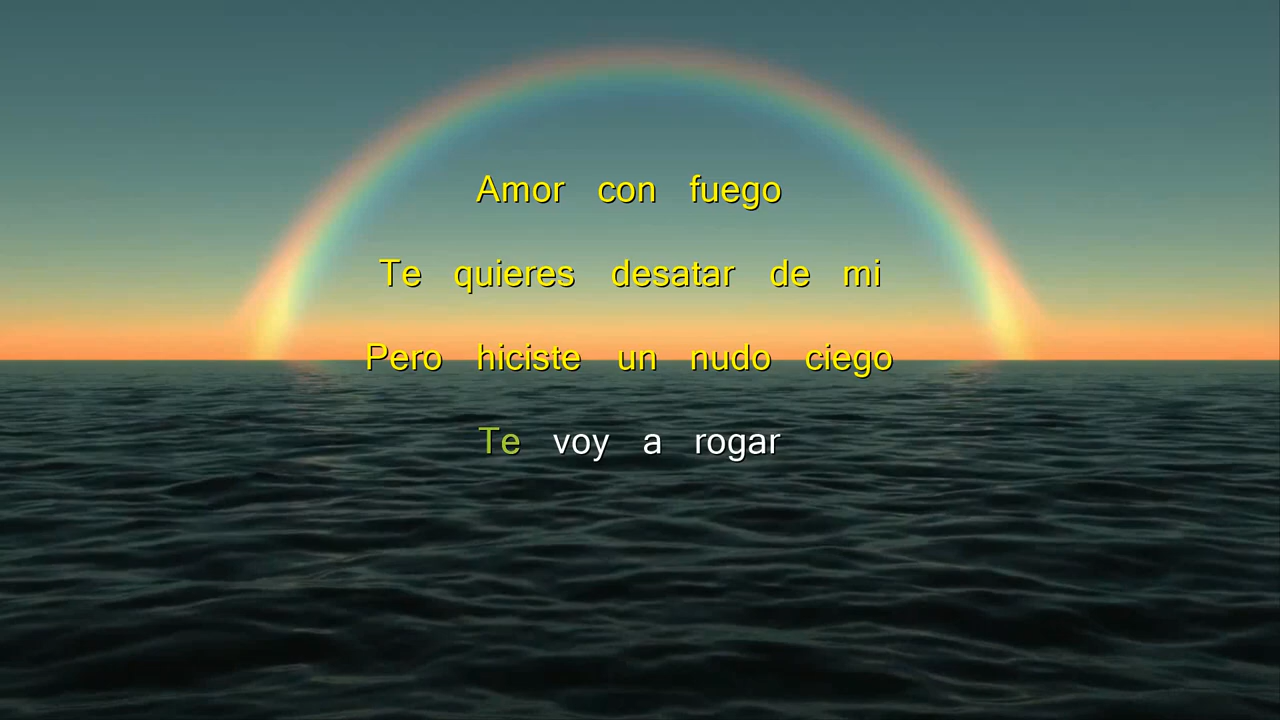 Amor con fuego
Te quieres desatar de mi
Pero hiciste un nudo ciego
Te voy a rogar